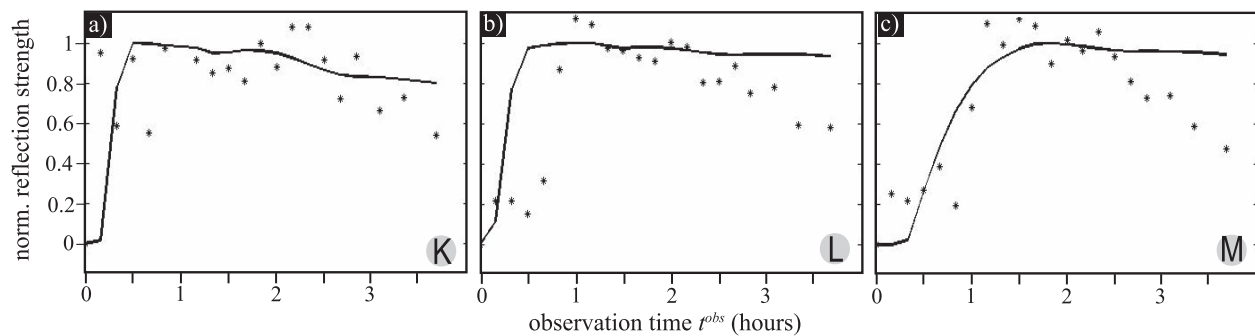 a)
b)
c)
norm. reflection strength
1
0.8
0.6
0.4
0.2
0
K
L
M
0 1 2 3
0 1 2 3
0 1 2 3
observation time t^obs (hours)